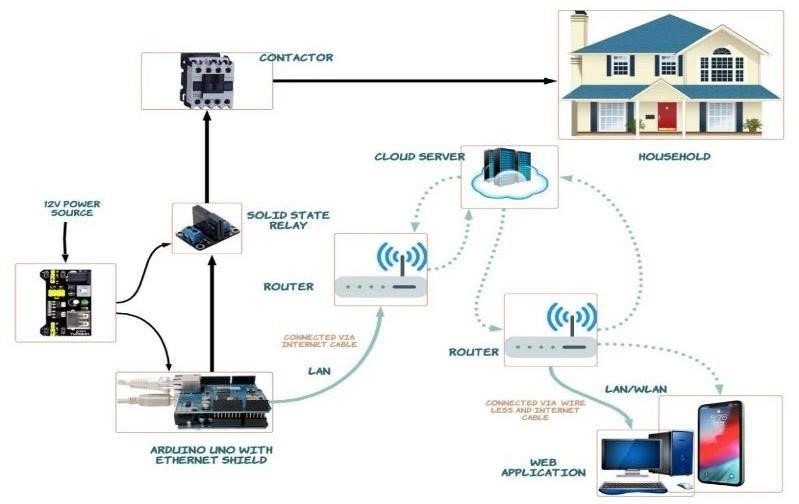 CONTACTOR
CLOUD SERVER
HOUSEHOLD
12V POWER
SOURCE
SOLID STATE
RELAY
ROUTER
CONNECTED VIA
INTERNET CABLE
LAN
ROUTER
LAN/WLAN
CONNECTED VIA WIRE
LESS AND INTERNET
CABLE
ARDUINO UNO WITH
ETHERNET SHIELD
WEB
APPLICATION